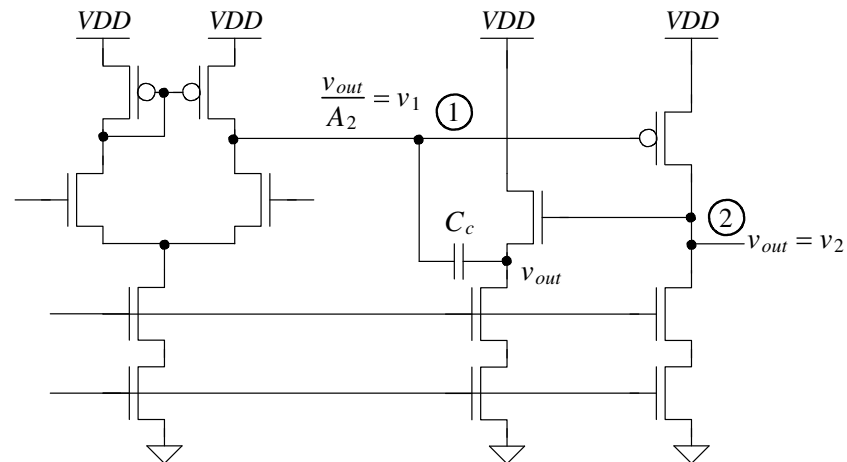 VDD VDD VDD VDD
v_out/A_2 = v_1
1
C_c
v_out
2
v_out = v_2